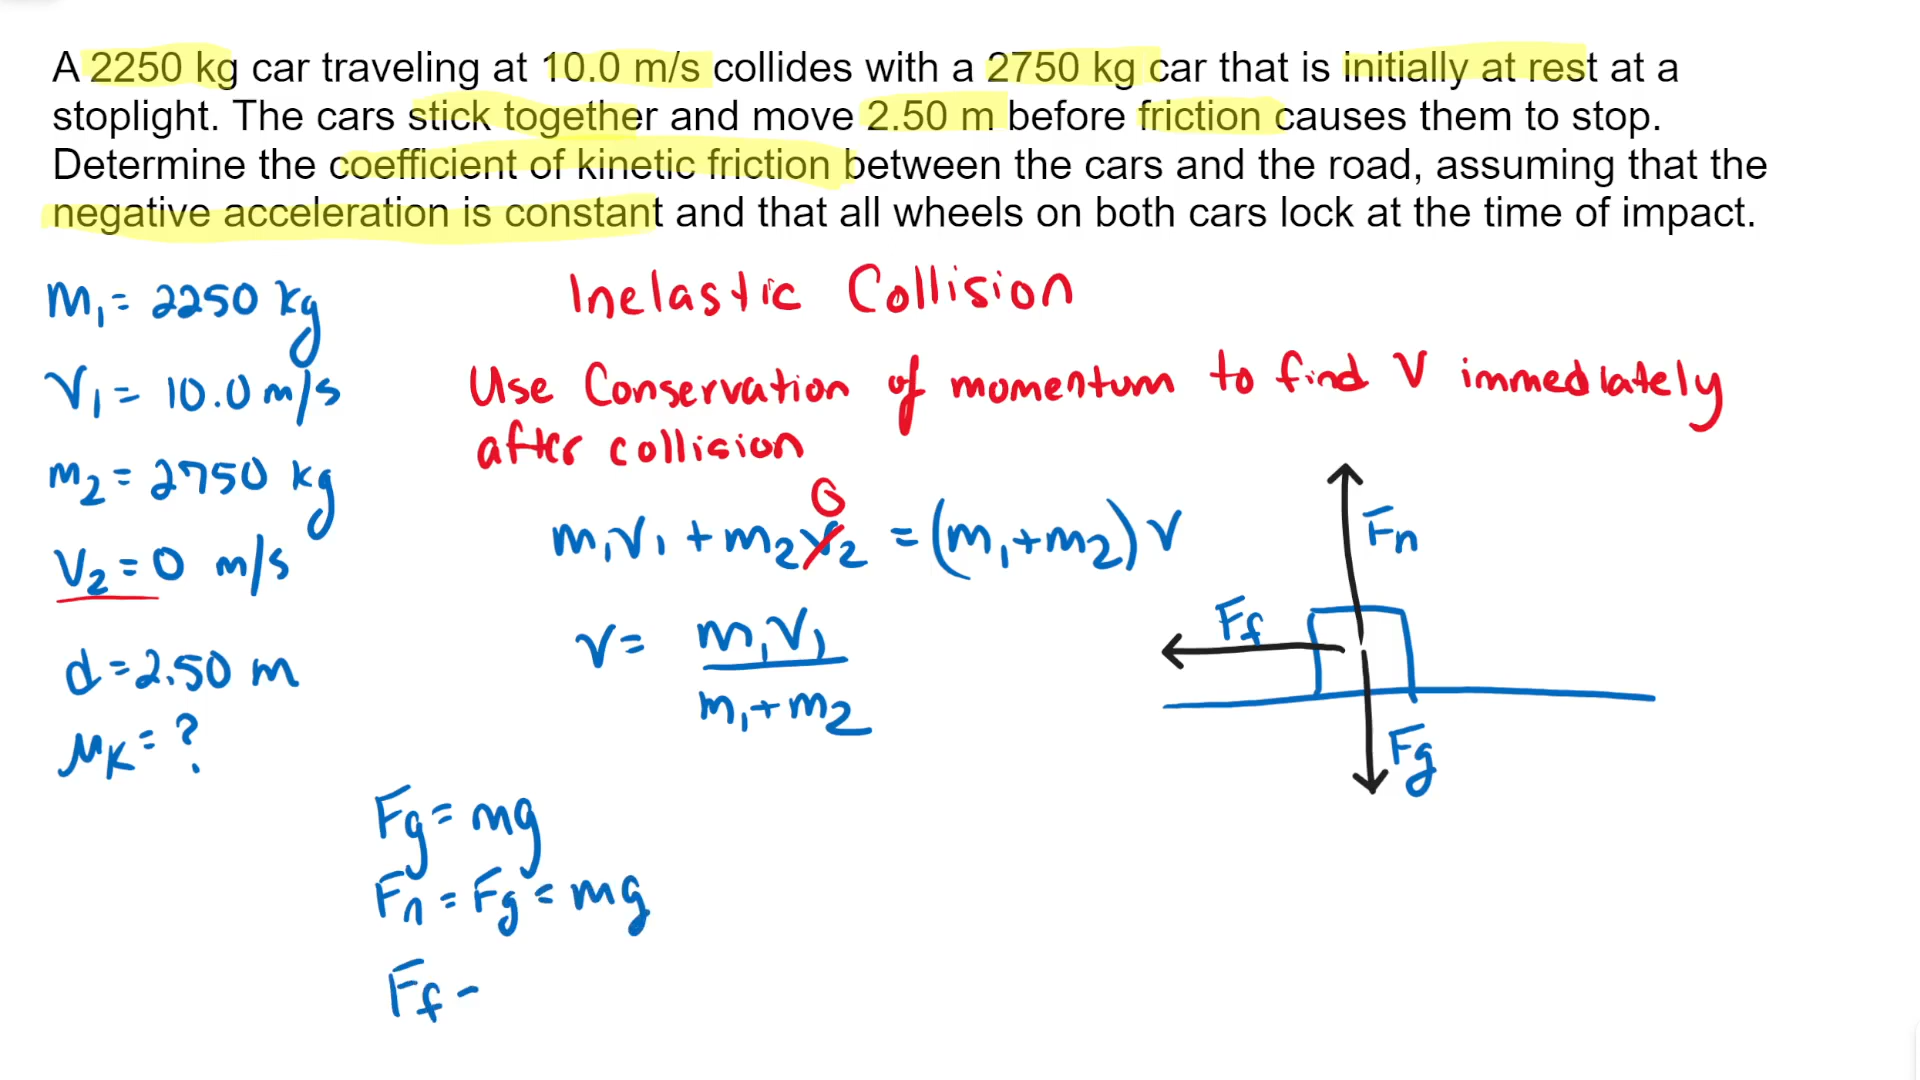 A 2250 kg car traveling at 10.0 m/s collides with a 2750 kg car that is initially at rest at a
stoplight. The cars stick together and move 2.50 m before friction causes them to stop.
Determine the coefficient of kinetic friction between the cars and the road, assuming that the
negative acceleration is constant and that all wheels on both cars lock at the time of impact.
m₁ = 2250 kg
Inelastic Collision
v₁ = 10.0 m/s
Use Conservation of momentum to find v immediately
after collision
m₂ = 2750 kg
v₂ = 0 m/s
0
m₁v₁ + m₂v₂ = (m₁+m₂)v
v = m₁v₁
m₁+m₂
Fn
Ff
Fg
d = 2.50 m
μk = ?
Fg = mg
Fn = Fg = mg
Ff -